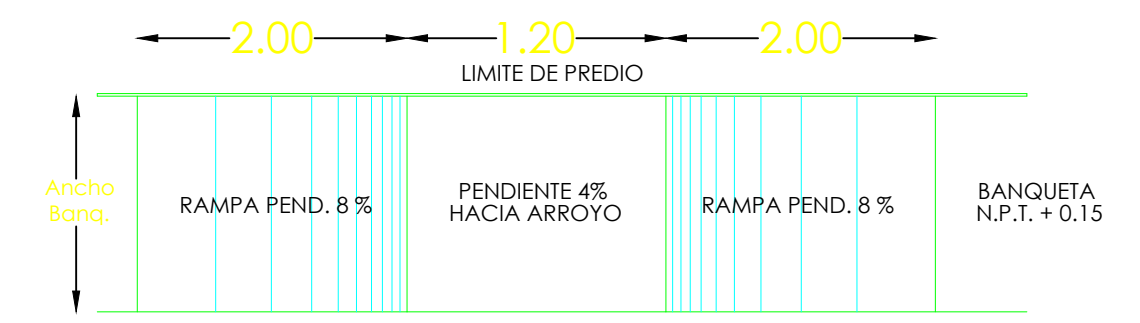 2.00 1.20 2.00
LIMITE DE PREDIO
Ancho
Banq.
RAMPA PEND. 8 %
PENDIENTE 4%
HACIA ARROYO
RAMPA PEND. 8 %
BANQUETA
N.P.T. + 0.15